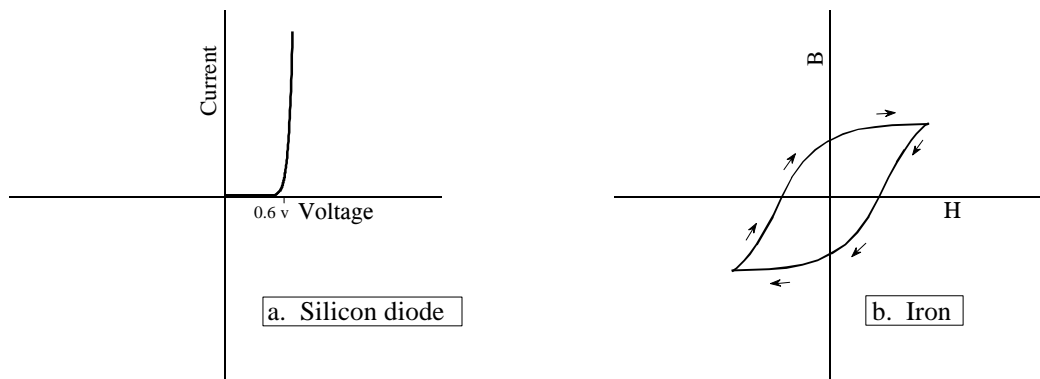 Current
0.6 v
Voltage
a. Silicon diode
B
H
b. Iron